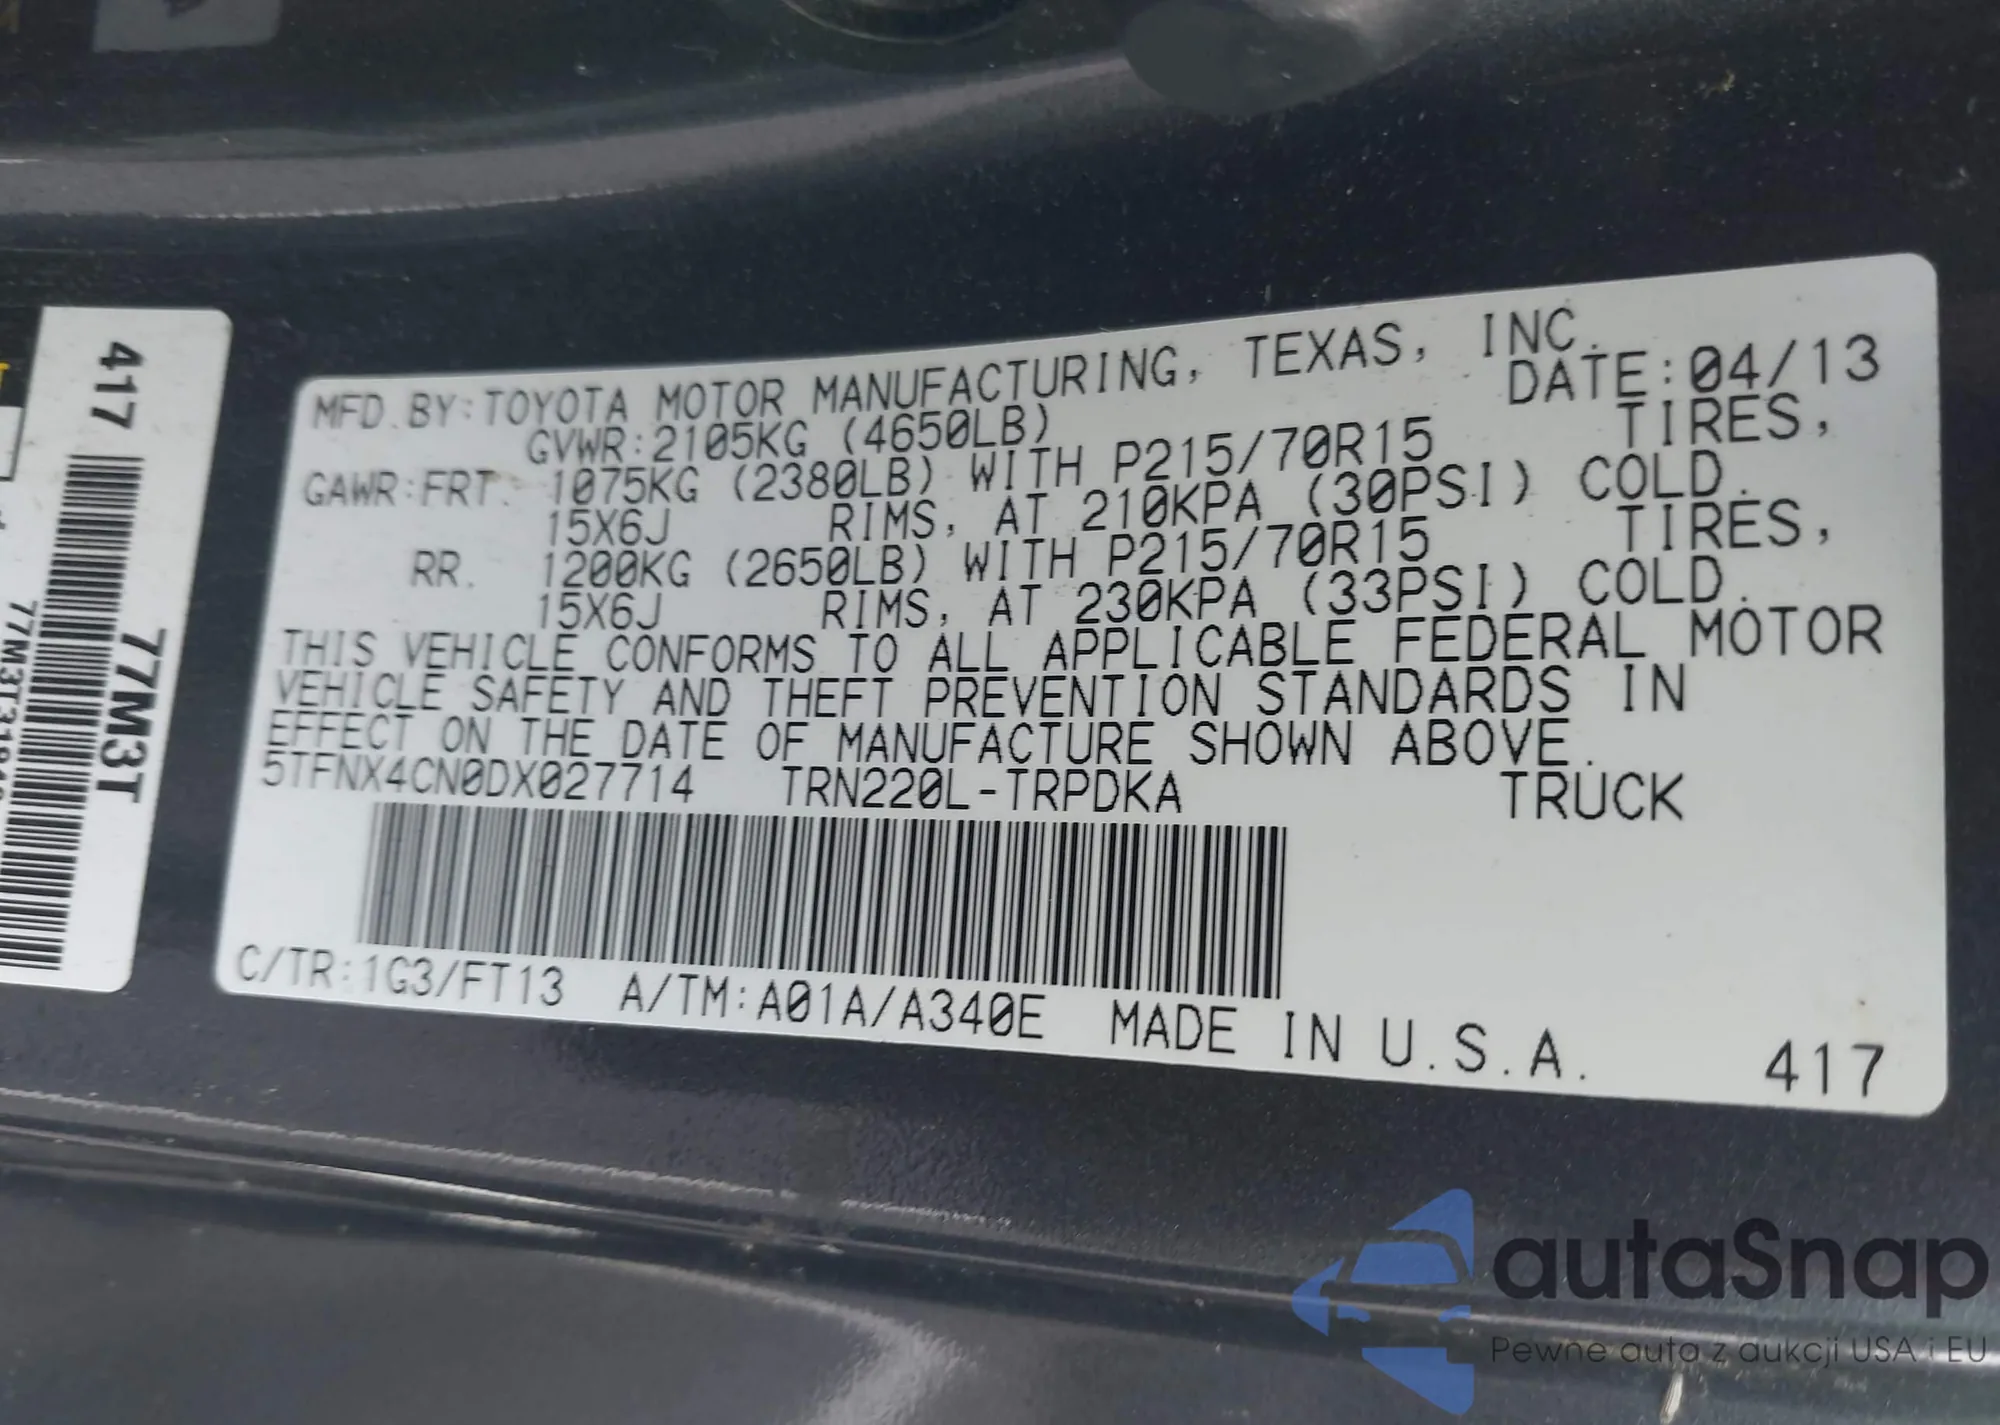 MFD. BY: TOYOTA MOTOR MANUFACTURING, TEXAS, INC.
GVWR: 2105KG (4650LB) DATE: 04/13
GAWR: FRT. 1075KG (2380LB) WITH P215/70R15 TIRES,
15X6J RIMS, AT 210KPA (30PSI) COLD.
RR. 1200KG (2650LB) WITH P215/70R15 TIRES,
15X6J RIMS, AT 230KPA (33PSI) COLD.
THIS VEHICLE CONFORMS TO ALL APPLICABLE FEDERAL MOTOR
VEHICLE SAFETY AND THEFT PREVENTION STANDARDS IN
EFFECT ON THE DATE OF MANUFACTURE SHOWN ABOVE.
5TFNX4CN0DX027714 TRN220L-TRPDKA TRUCK
C/TR: 1G3/FT13 A/TM: A01A/A340E MADE IN U.S.A. 417
417
77M3T
autaSnap
Pewne auta z aukcji USA i EU